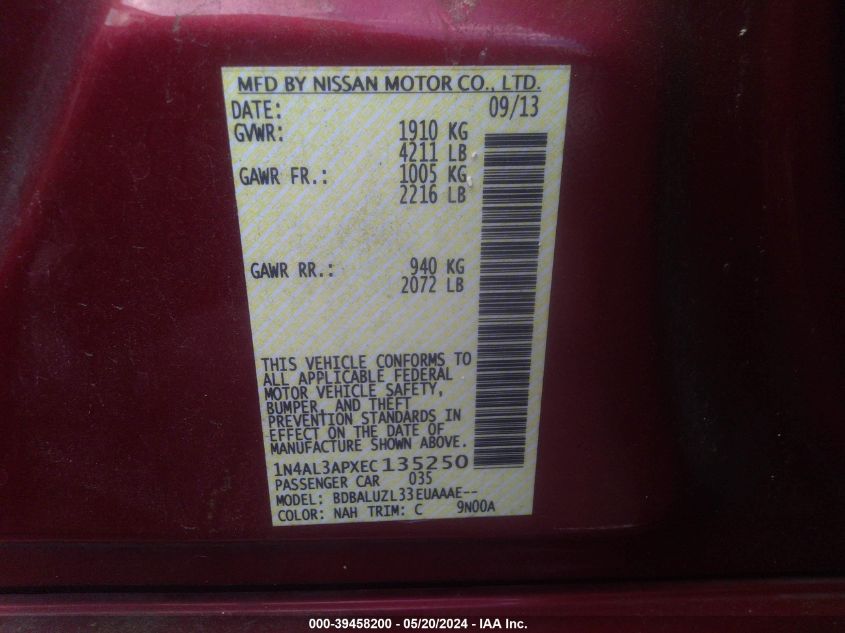 MFD BY NISSAN MOTOR CO., LTD.
DATE: 09/13
GVWR: 1910 KG
4211 LB
GAWR FR.: 1005 KG
2216 LB
GAWR RR.: 940 KG
2072 LB
THIS VEHICLE CONFORMS TO
ALL APPLICABLE FEDERAL
MOTOR VEHICLE SAFETY,
BUMPER, AND THEFT
PREVENTION STANDARDS IN
EFFECT ON THE DATE OF
MANUFACTURE SHOWN ABOVE.
1N4AL3APXEC135250
PASSENGER CAR 035
MODEL: BDBALUZL33EUAAAE--
COLOR: NAH TRIM: C 9N00A
000-39458200 - 05/20/2024 - IAA Inc.